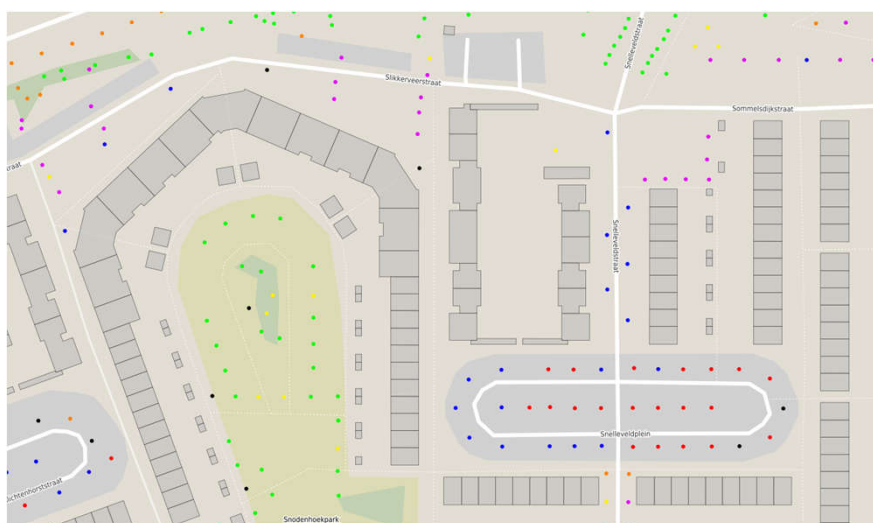 Snelleveldstraat
Slikkerveerstraat
Sommelsdijkstraat
straat
Snelleveldstraat
Snelleveldplein
lichtenhorststraat
Snodenhoekpark